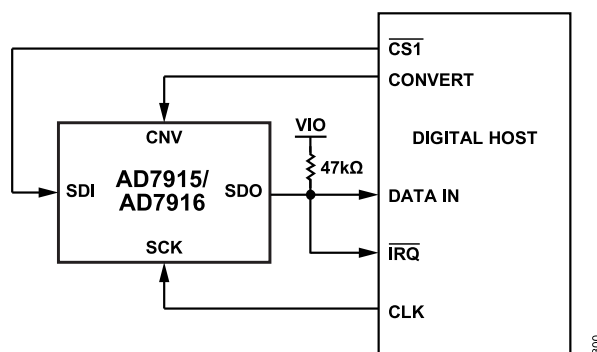 CS1
CONVERT
CNV
VIO
47kΩ
DIGITAL HOST
SDI
AD7915/
AD7916
SDO
DATA IN
SCK
IRQ
CLK